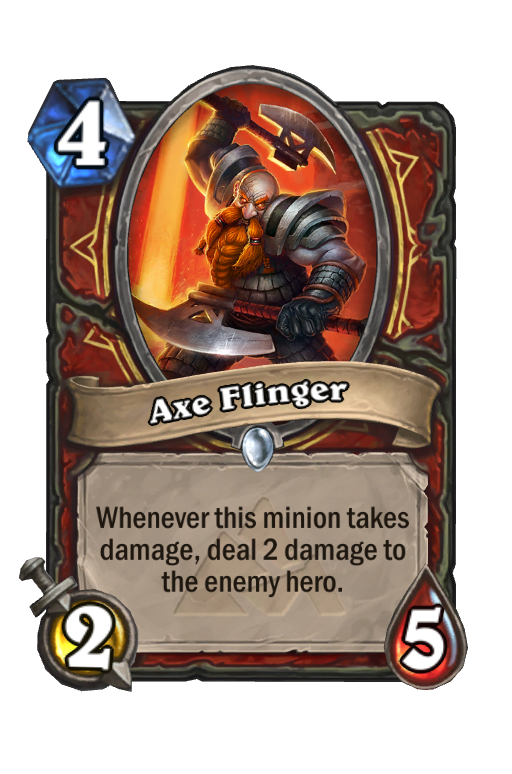 4
Axe Flinger
Whenever this minion takes
damage, deal 2 damage to
the enemy hero.
2
5